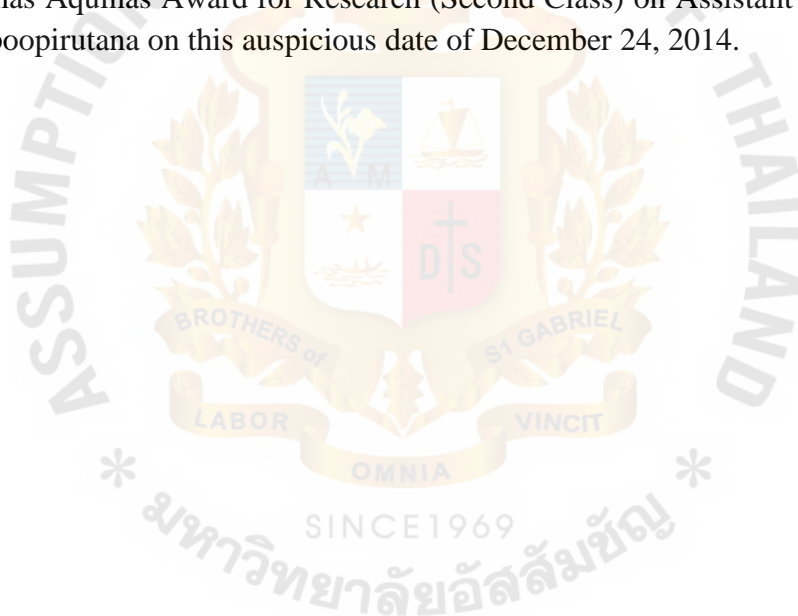 Aquinas Award for Research (Second Class) on Assistant
on this auspicious date of December 24, 2014.
ASSUMPTION
THAILAND
A M
D S
BROTHERS of
ST GABRIEL
LABOR
VINCIT
OMNIA
SINCE1969
มหาวิทยาลัยอัสสัมชัญ